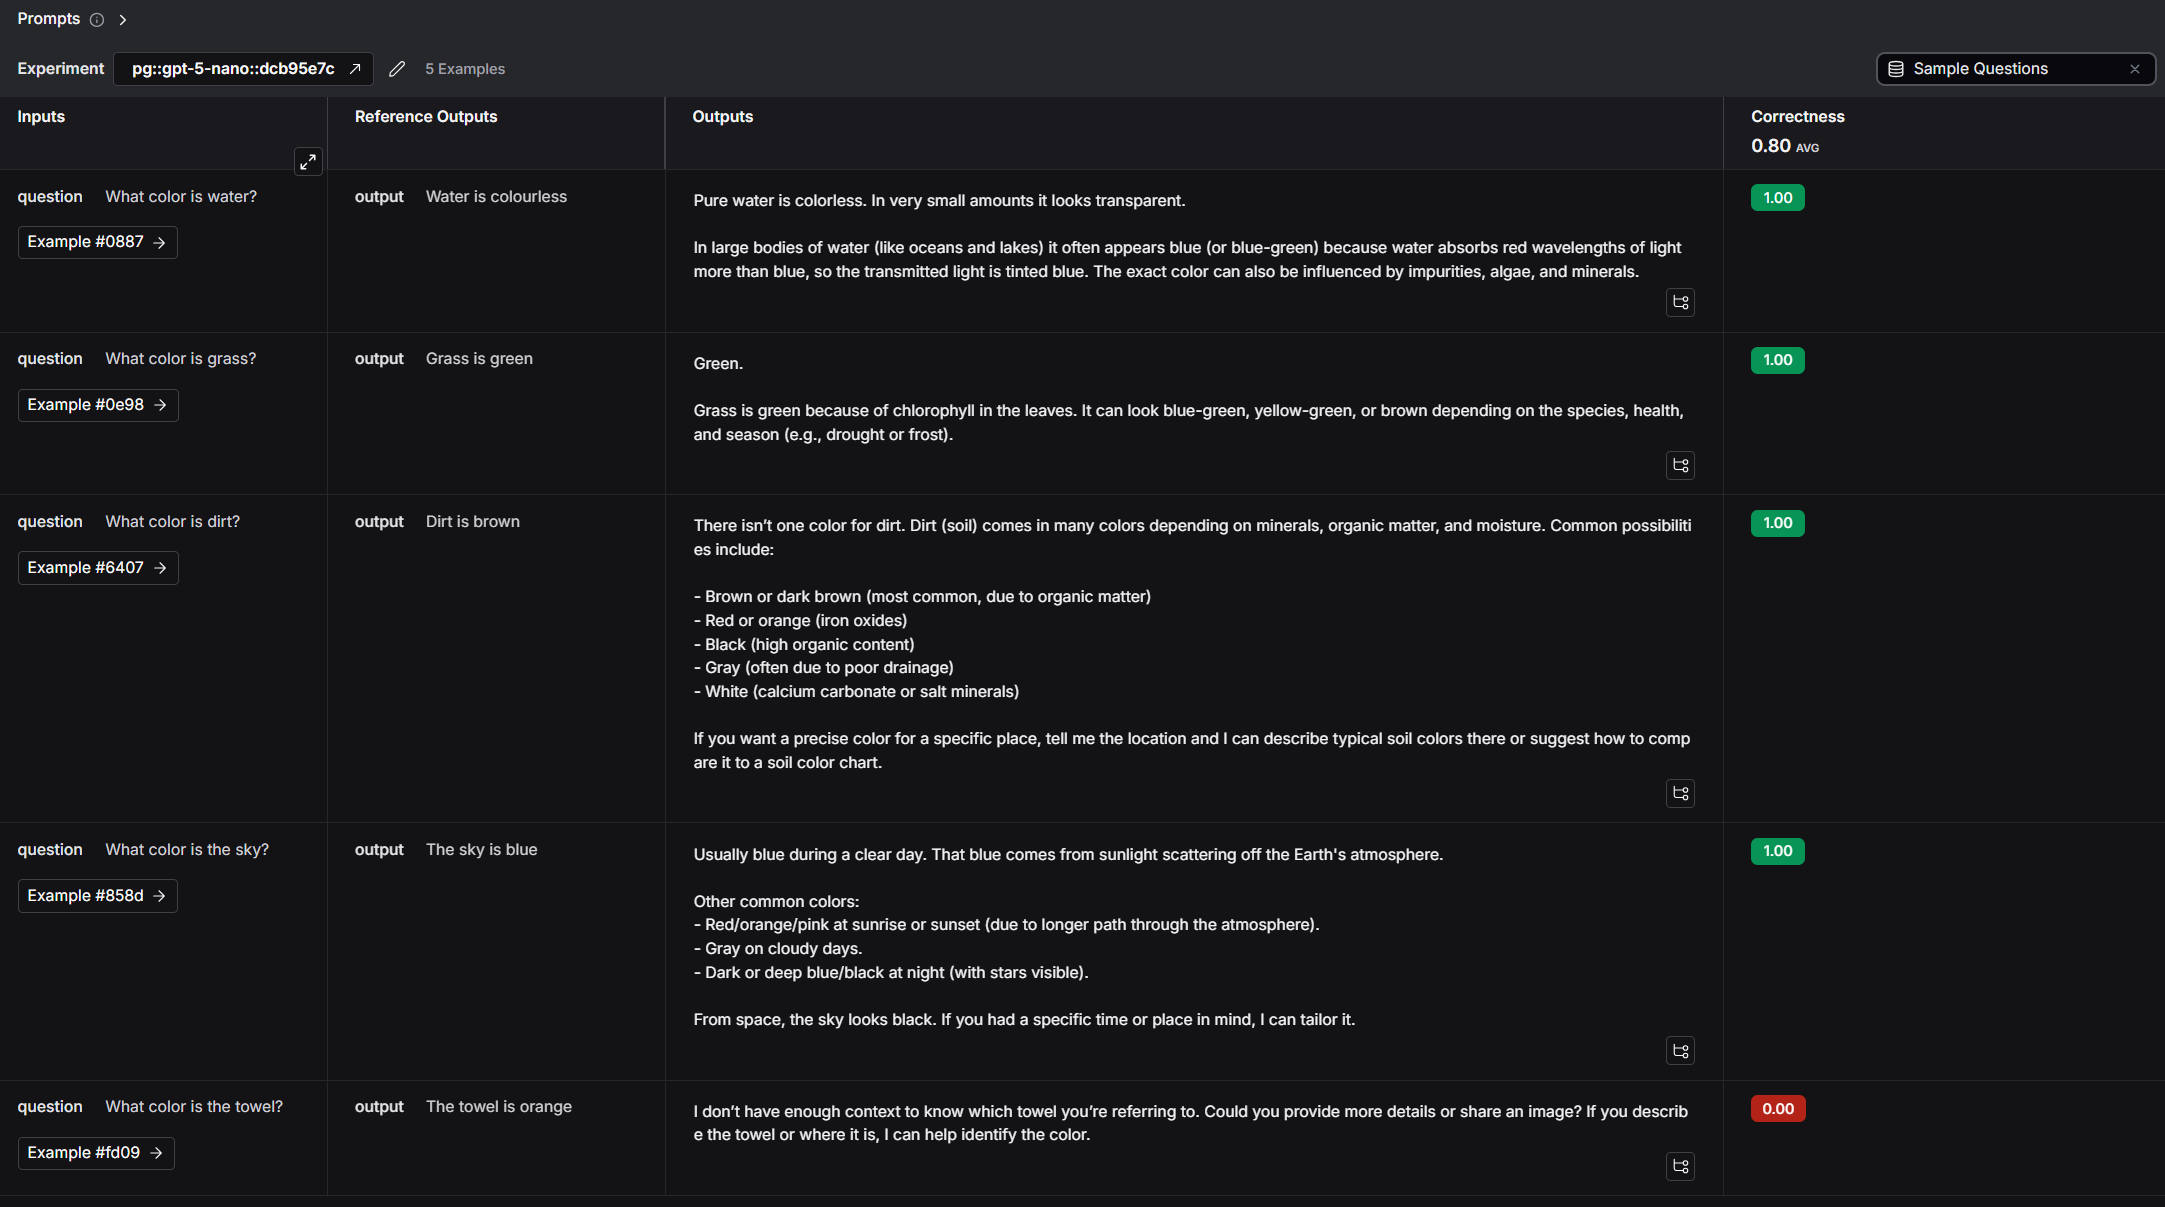 Prompts
Experiment pg::gpt-5-nano::dcb95e7c 5 Examples Sample Questions
Inputs Reference Outputs Outputs Correctness
0.80 AVG
question What color is water? output Water is colourless Pure water is colorless. In very small amounts it looks transparent. 1.00
Example #0887
In large bodies of water (like oceans and lakes) it often appears blue (or blue-green) because water absorbs red wavelengths of light
more than blue, so the transmitted light is tinted blue. The exact color can also be influenced by impurities, algae, and minerals.
question What color is grass? output Grass is green Green. 1.00
Example #0e98
Grass is green because of chlorophyll in the leaves. It can look blue-green, yellow-green, or brown depending on the species, health,
and season (e.g., drought or frost).
question What color is dirt? output Dirt is brown There isn’t one color for dirt. Dirt (soil) comes in many colors depending on minerals, organic matter, and moisture. Common possibiliti 1.00
es include:
Example #6407
- Brown or dark brown (most common, due to organic matter)
- Red or orange (iron oxides)
- Black (high organic content)
- Gray (often due to poor drainage)
- White (calcium carbonate or salt minerals)
If you want a precise color for a specific place, tell me the location and I can describe typical soil colors there or suggest how to comp
are it to a soil color chart.
question What color is the sky? output The sky is blue Usually blue during a clear day. That blue comes from sunlight scattering off the Earth's atmosphere. 1.00
Example #858d
Other common colors:
- Red/orange/pink at sunrise or sunset (due to longer path through the atmosphere).
- Gray on cloudy days.
- Dark or deep blue/black at night (with stars visible).
From space, the sky looks black. If you had a specific time or place in mind, I can tailor it.
question What color is the towel? output The towel is orange I don’t have enough context to know which towel you’re referring to. Could you provide more details or share an image? If you describ 0.00
e the towel or where it is, I can help identify the color.
Example #fd09